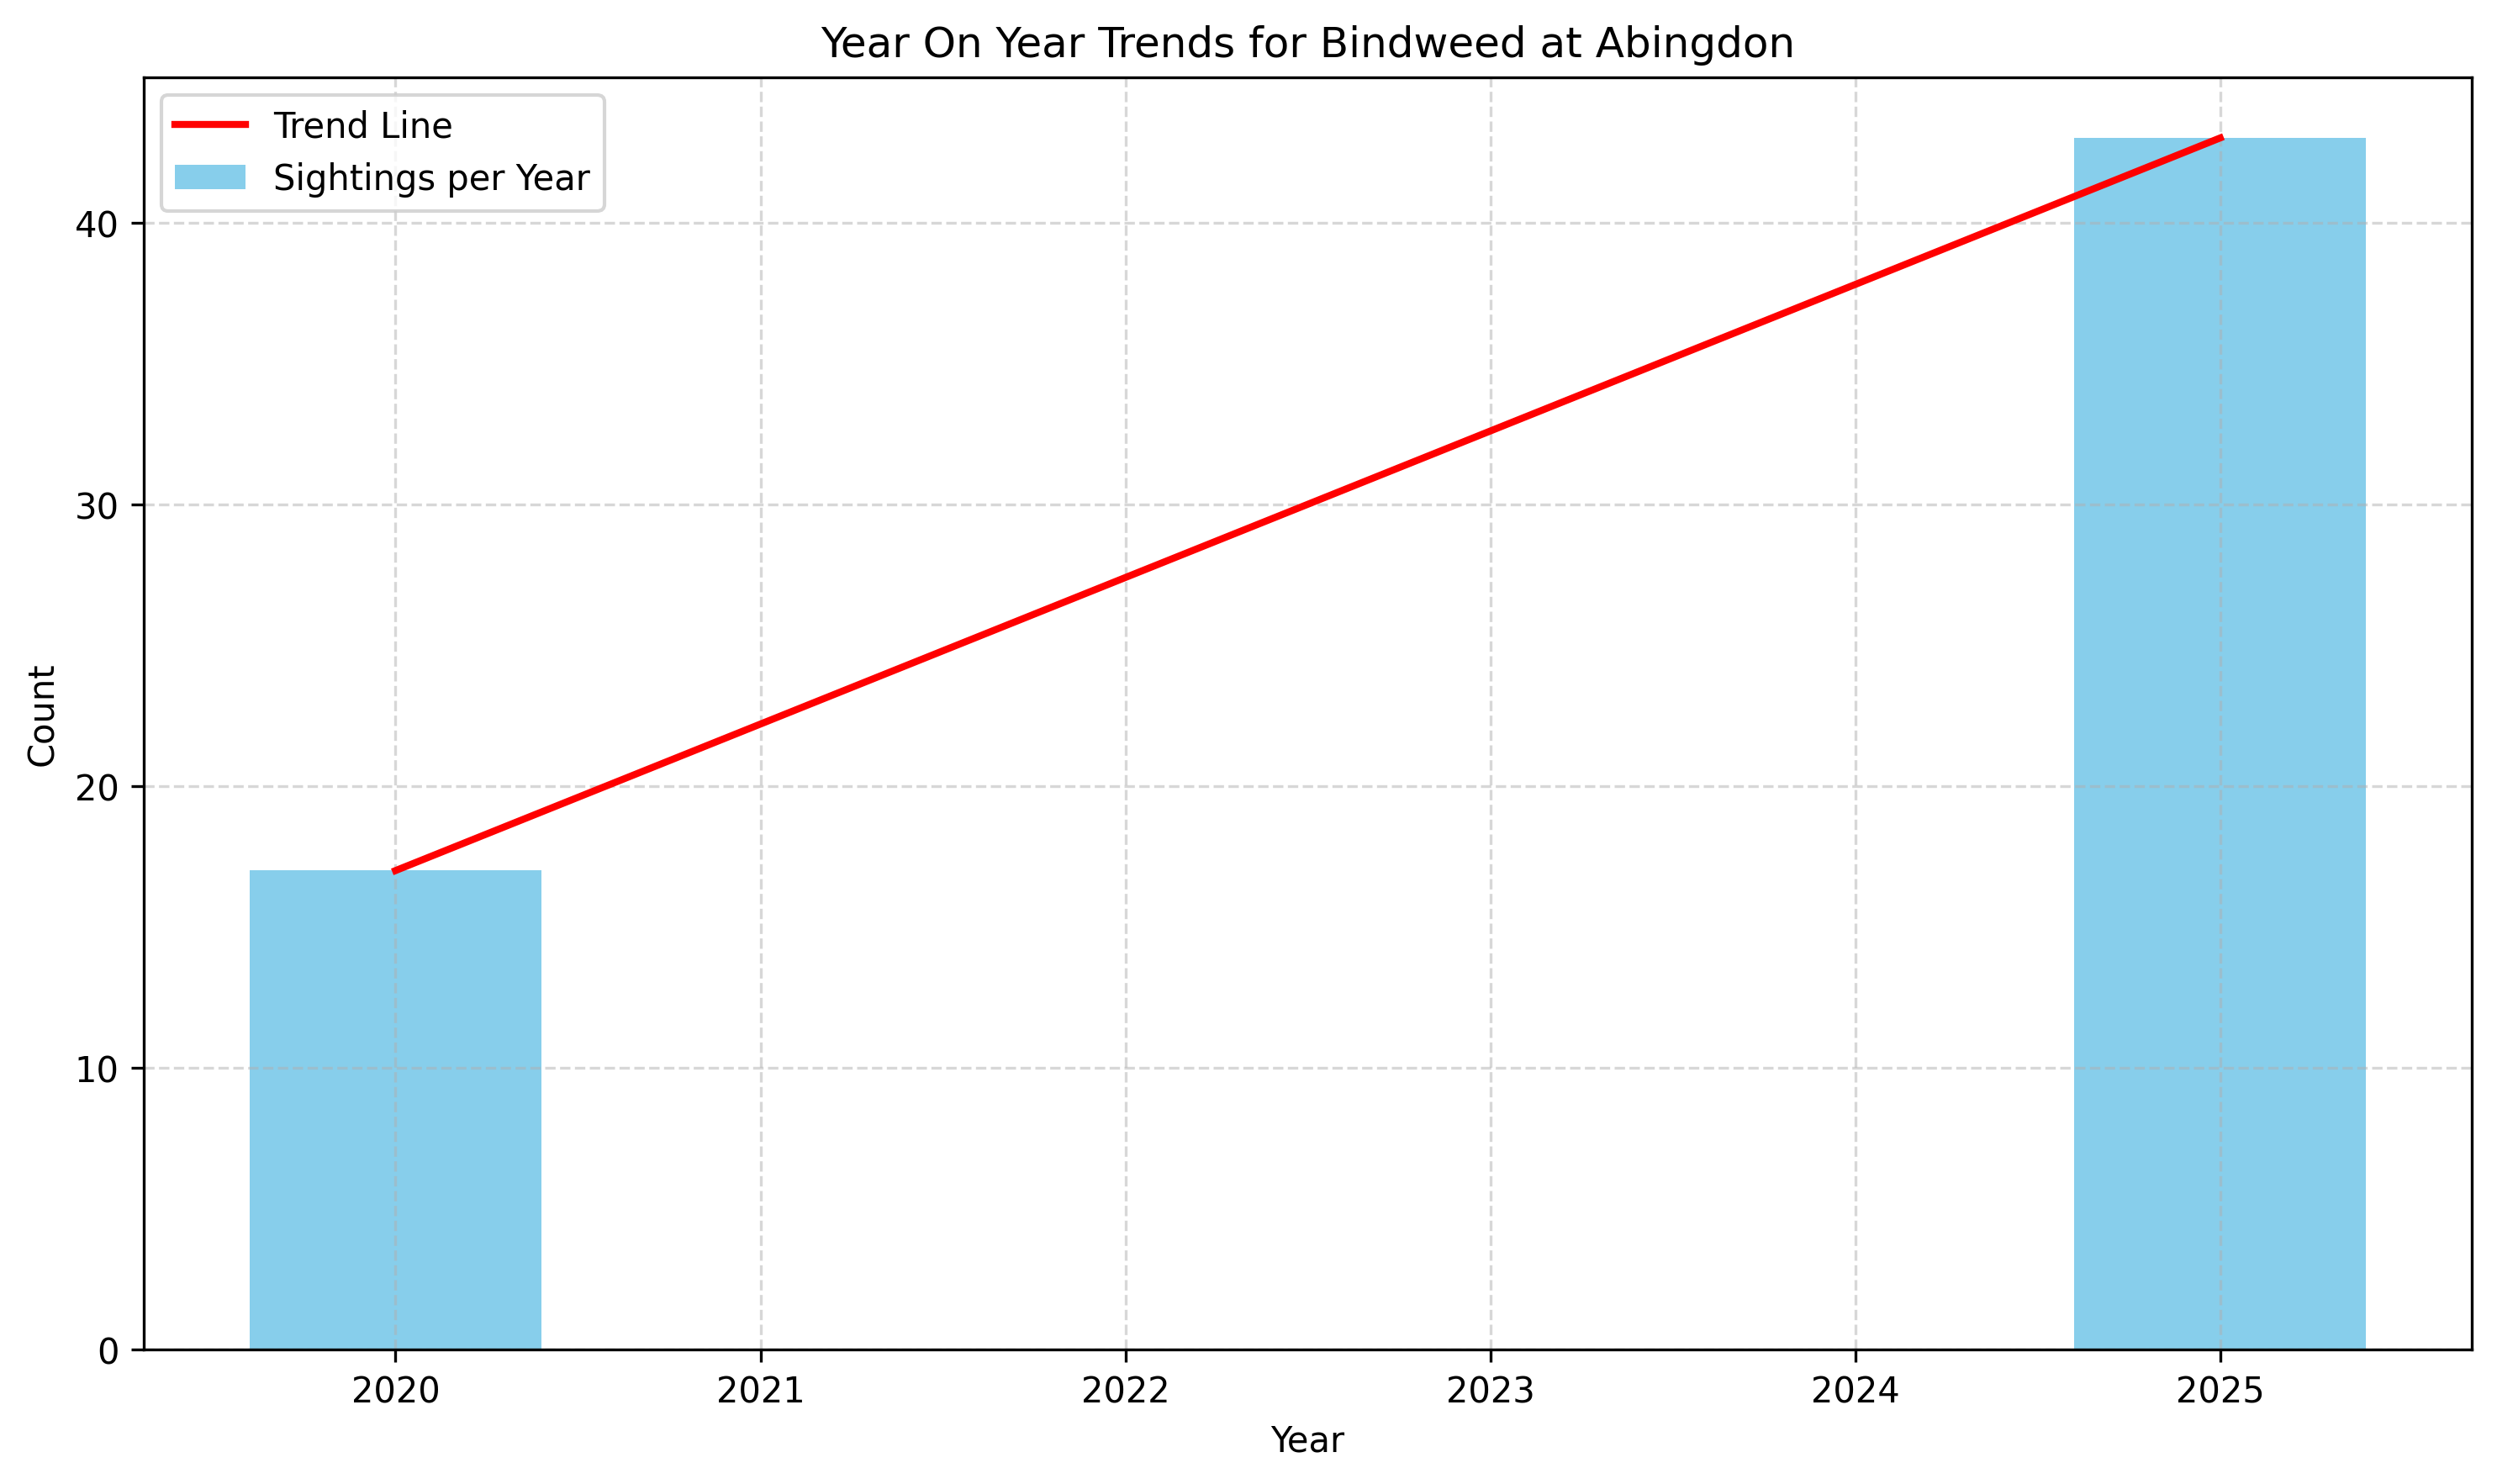 Year On Year Trends for Bindweed at Abingdon
Trend Line
Sightings per Year
40
30
20
10
0
Count
2020 2021 2022 2023 2024 2025
Year